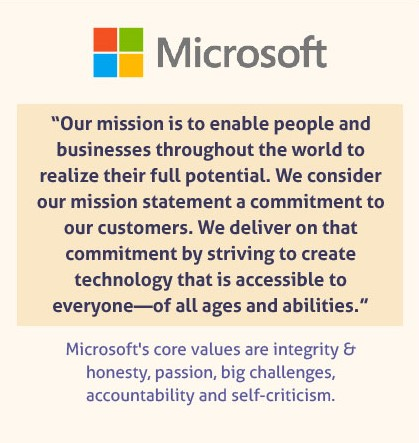 Microsoft
“Our mission is to enable people and
businesses throughout the world to
realize their full potential. We consider
our mission statement a commitment to
our customers. We deliver on that
commitment by striving to create
technology that is accessible to
everyone—of all ages and abilities.”
Microsoft's core values are integrity &
honesty, passion, big challenges,
accountability and self-criticism.